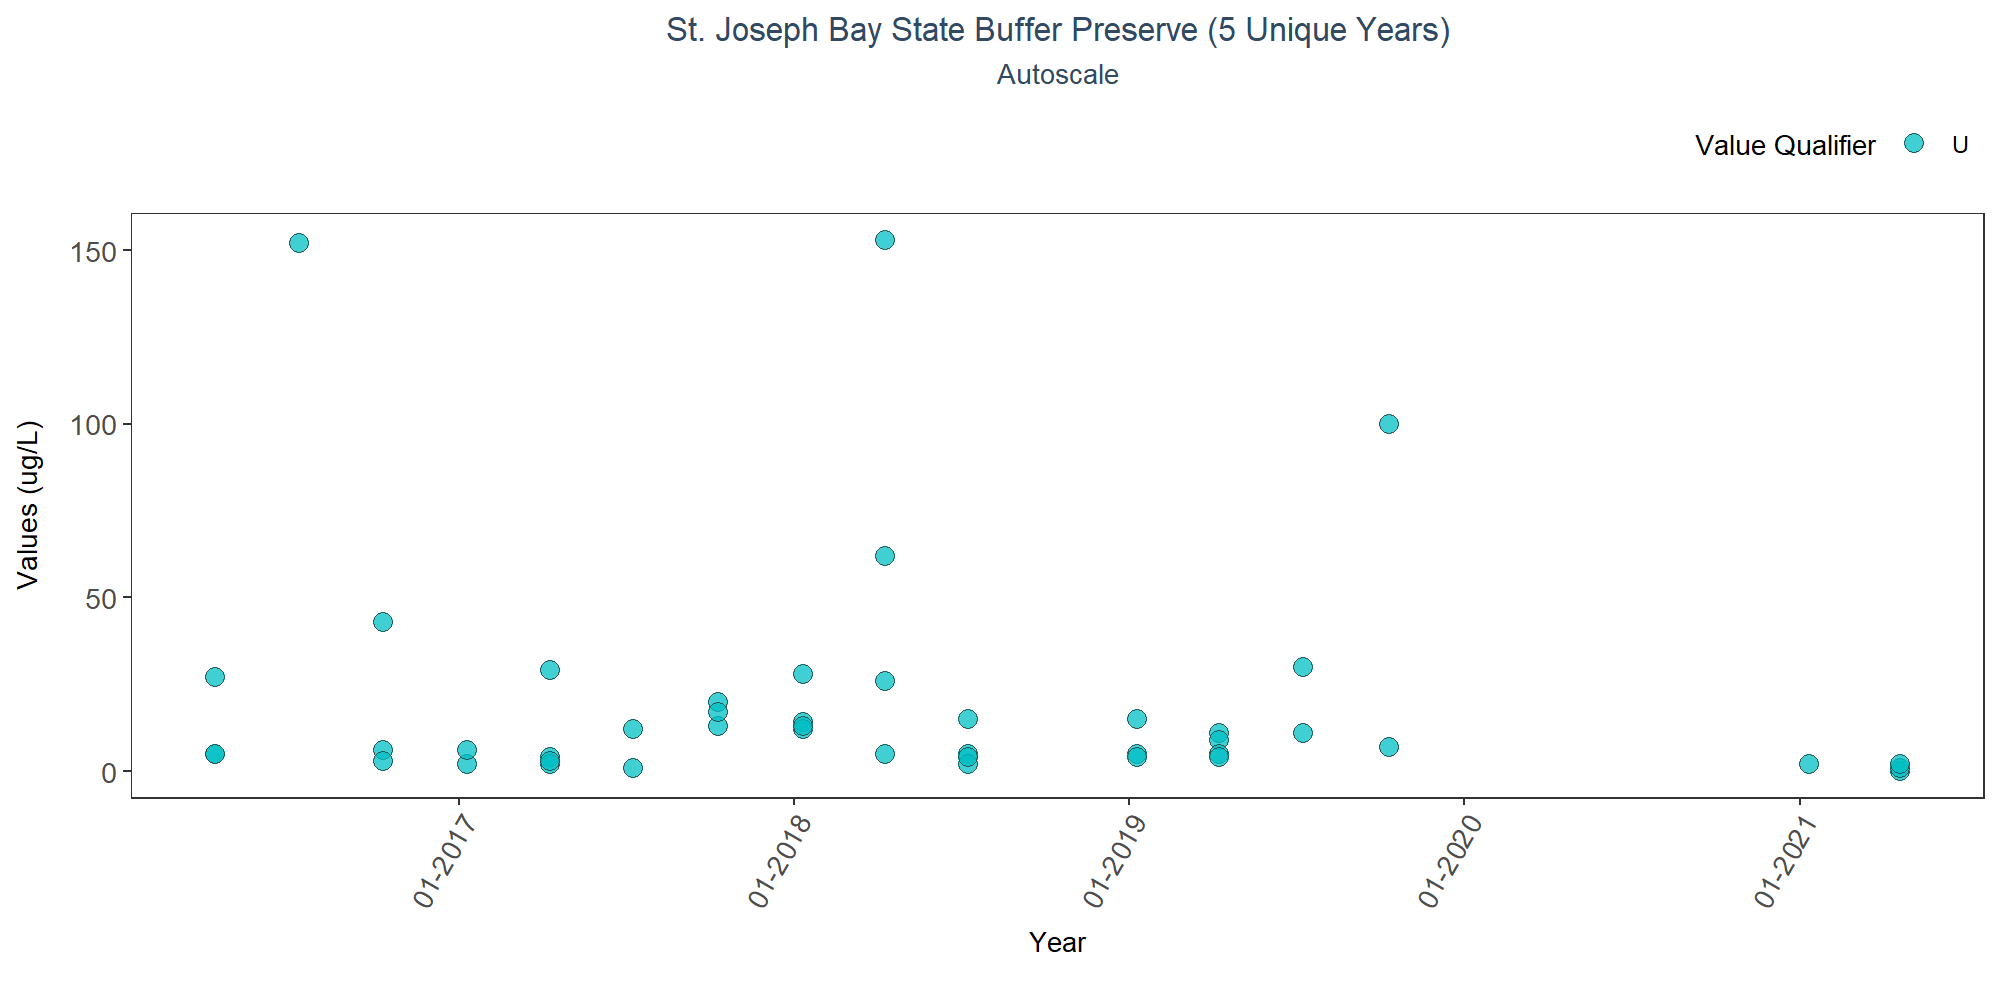 St. Joseph Bay State Buffer Preserve (5 Unique Years)
Autoscale
Value Qualifier U
Values (ug/L)
150
100
50
0
01-2017
01-2018
01-2019
01-2020
01-2021
Year